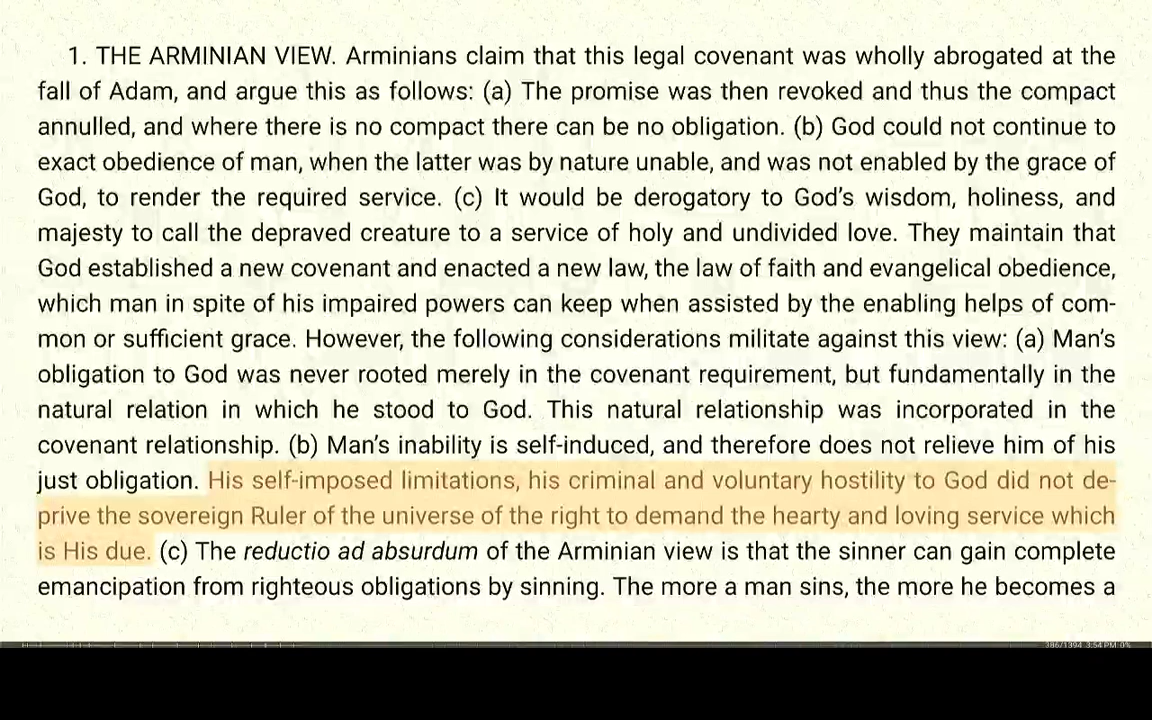 1. THE ARMINIAN VIEW. Arminians claim that this legal covenant was wholly abrogated at the
fall of Adam, and argue this as follows: (a) The promise was then revoked and thus the compact
annulled, and where there is no compact there can be no obligation. (b) God could not continue to
exact obedience of man, when the latter was by nature unable, and was not enabled by the grace of
God, to render the required service. (c) It would be derogatory to God’s wisdom, holiness, and
majesty to call the depraved creature to a service of holy and undivided love. They maintain that
God established a new covenant and enacted a new law, the law of faith and evangelical obedience,
which man in spite of his impaired powers can keep when assisted by the enabling helps of com-
mon or sufficient grace. However, the following considerations militate against this view: (a) Man’s
obligation to God was never rooted merely in the covenant requirement, but fundamentally in the
natural relation in which he stood to God. This natural relationship was incorporated in the
covenant relationship. (b) Man’s inability is self-induced, and therefore does not relieve him of his
just obligation. His self-imposed limitations, his criminal and voluntary hostility to God did not de-
prive the sovereign Ruler of the universe of the right to demand the hearty and loving service which
is His due. (c) The reductio ad absurdum of the Arminian view is that the sinner can gain complete
emancipation from righteous obligations by sinning. The more a man sins, the more he becomes a
386/1394 3:54 PM 0%